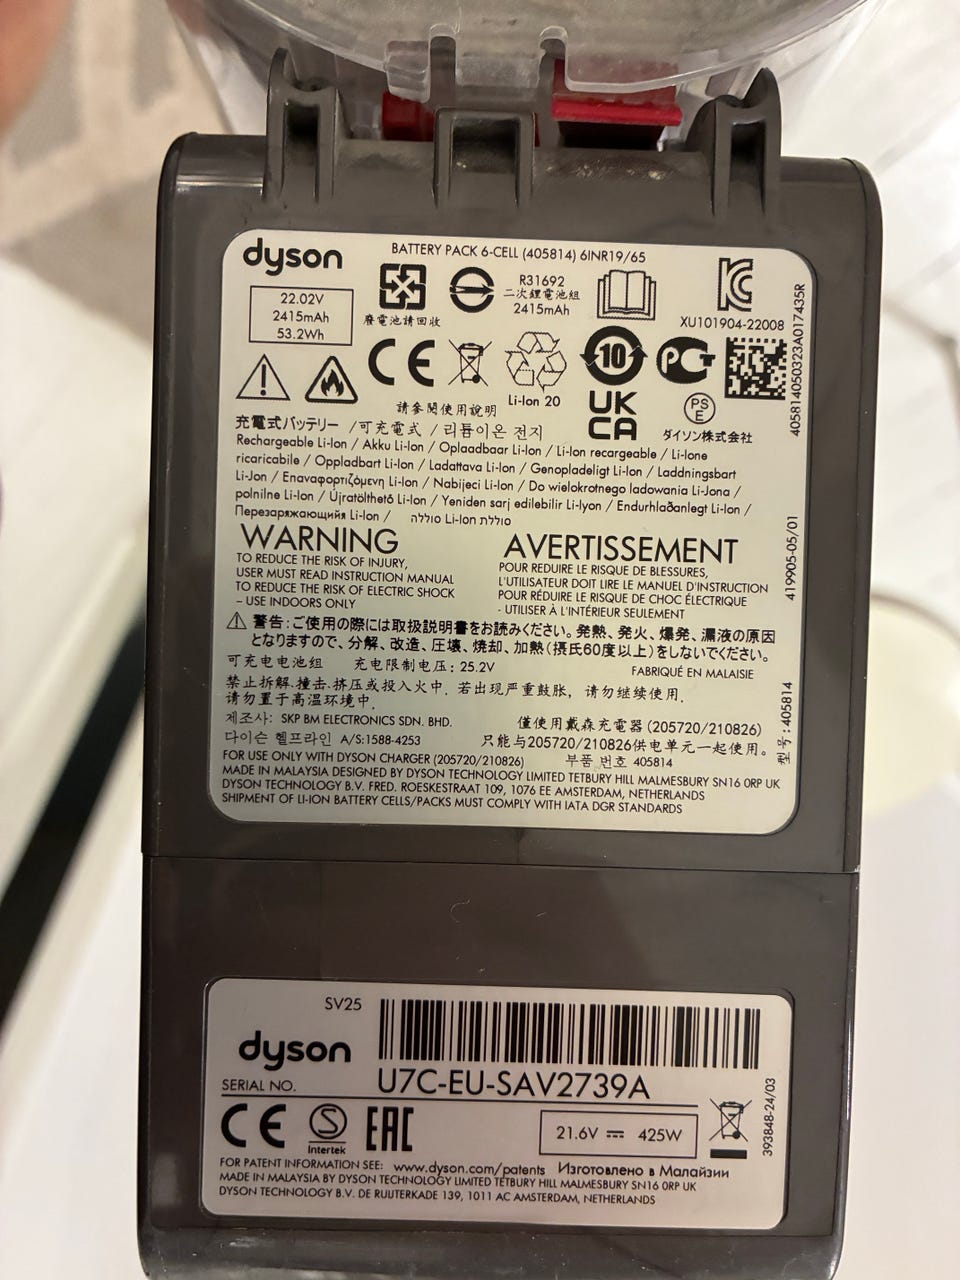 dyson
BATTERY PACK 6-CELL (405814) 6INR19/65
22.02V
2415mAh
53.2Wh
廢電池請回收
R31692
二次鋰電池組
2415mAh
XU101904-22008
405814050323A017435R
CE
Li-Ion 20
10
UK
CA
PS
E
請參閱使用說明
ダイソン株式会社
充電式バッテリー /可充電式 / 리튬이온 전지
Rechargeable Li-Ion / Akku Li-Ion / Oplaadbaar Li-Ion / Li-Ion recargeable / Li-Ione
ricaricabile / Oppladbart Li-Ion / Ladattava Li-Ion / Genopladeligt Li-Ion / Laddningsbart
Li-Jon / Επαναφορτιζόμενη Li-Ion / Nabíjecí Li-Ion / Do wielokrotnego ładowania Li-Jona /
polnilne Li-Ion / Újratölthető Li-Ion / Yeniden şarj edilebilir Li-Iyon / Endurhlaðanlegt Li-Ion /
Перезаряжающийя Li-Ion / סוללה Li-Ion סוללת
WARNING
TO REDUCE THE RISK OF INJURY,
USER MUST READ INSTRUCTION MANUAL
TO REDUCE THE RISK OF ELECTRIC SHOCK
– USE INDOORS ONLY
AVERTISSEMENT
POUR REDUIRE LE RISQUE DE BLESSURES,
L'UTILISATEUR DOIT LIRE LE MANUEL D'INSTRUCTION
POUR RÉDUIRE LE RISQUE DE CHOC ÉLECTRIQUE
- UTILISER À L'INTÉRIEUR SEULEMENT
419905-05/01
警告:ご使用の際には取扱説明書をお読みください。発熱、発火、爆発、漏液の原因
となりますので、分解、改造、圧壊、焼却、加熱(摂氏60度以上)をしないでください。
可充电电池组 充电限制电压: 25.2V
FABRIQUÉ EN MALAISIE
禁止拆解.撞击.挤压或投入火中. 若出现严重鼓胀，请勿继续使用.
请勿置于高温环境中.
제조사: SKP BM ELECTRONICS SDN. BHD.
僅使用戴森充電器 (205720/210826)
다이슨 헬프라인 A/S:1588-4253
只能与205720/210826供电单元一起使用。
型号:405814
FOR USE ONLY WITH DYSON CHARGER (205720/210826)
부품 번호 405814
MADE IN MALAYSIA DESIGNED BY DYSON TECHNOLOGY LIMITED TETBURY HILL MALMESBURY SN16 0RP UK
DYSON TECHNOLOGY B.V. FRED. ROESKESTRAAT 109, 1076 EE AMSTERDAM, NETHERLANDS
SHIPMENT OF LI-ION BATTERY CELLS/PACKS MUST COMPLY WITH IATA DGR STANDARDS
SV25
dyson
SERIAL NO.
U7C-EU-SAV2739A
CE
S
Intertek
EAC
21.6V 425W
393848-24/03
FOR PATENT INFORMATION SEE: www.dyson.com/patents Изготовлено в Малайзии
MADE IN MALAYSIA BY DYSON TECHNOLOGY LIMITED TETBURY HILL MALMESBURY SN16 0RP UK
DYSON TECHNOLOGY B.V. DE RUIJTERKADE 139, 1011 AC AMSTERDAM, NETHERLANDS